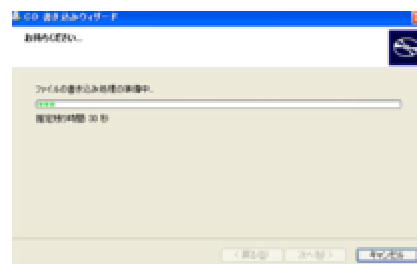 CD 書き込みウィザード
お待ちください...
ファイルの書き込み処理の準備中.
推定残り時間 30 秒
< 戻る(B) 次へ(N) > キャンセル